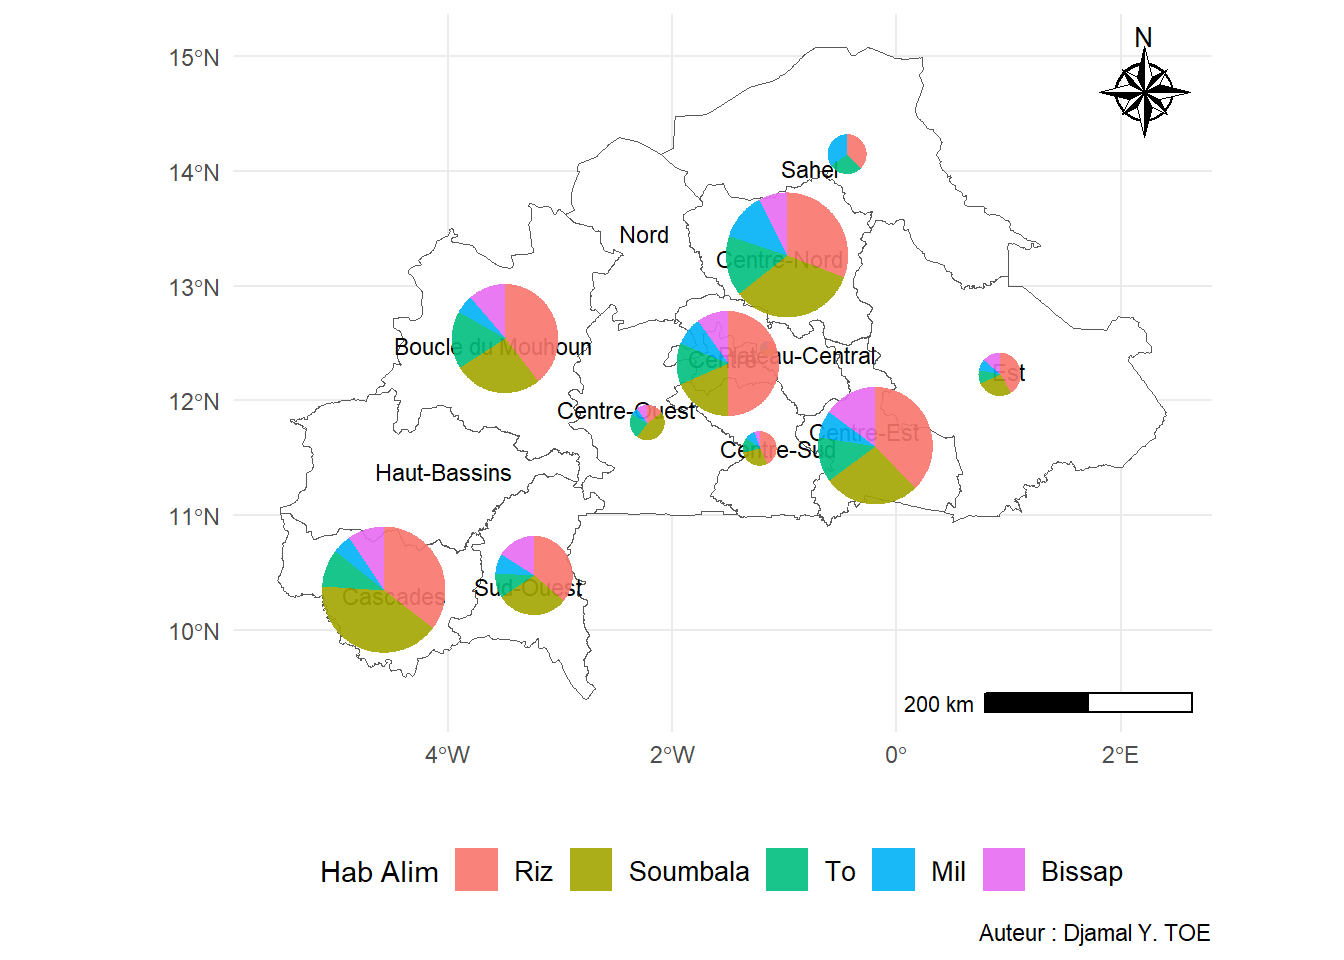 N
15°N
14°N
13°N
12°N
11°N
10°N
Sahel
Nord
Centre-Nord
Boucle du Mouhoun
Centre
Plateau-Central
Est
Centre-Ouest
Centre-Est
Centre-Sud
Haut-Bassins
Sud-Ouest
Cascades
200 km
4°W
2°W
0°
2°E
Hab Alim
Riz
Soumbala
To
Mil
Bissap
Auteur : Djamal Y. TOE